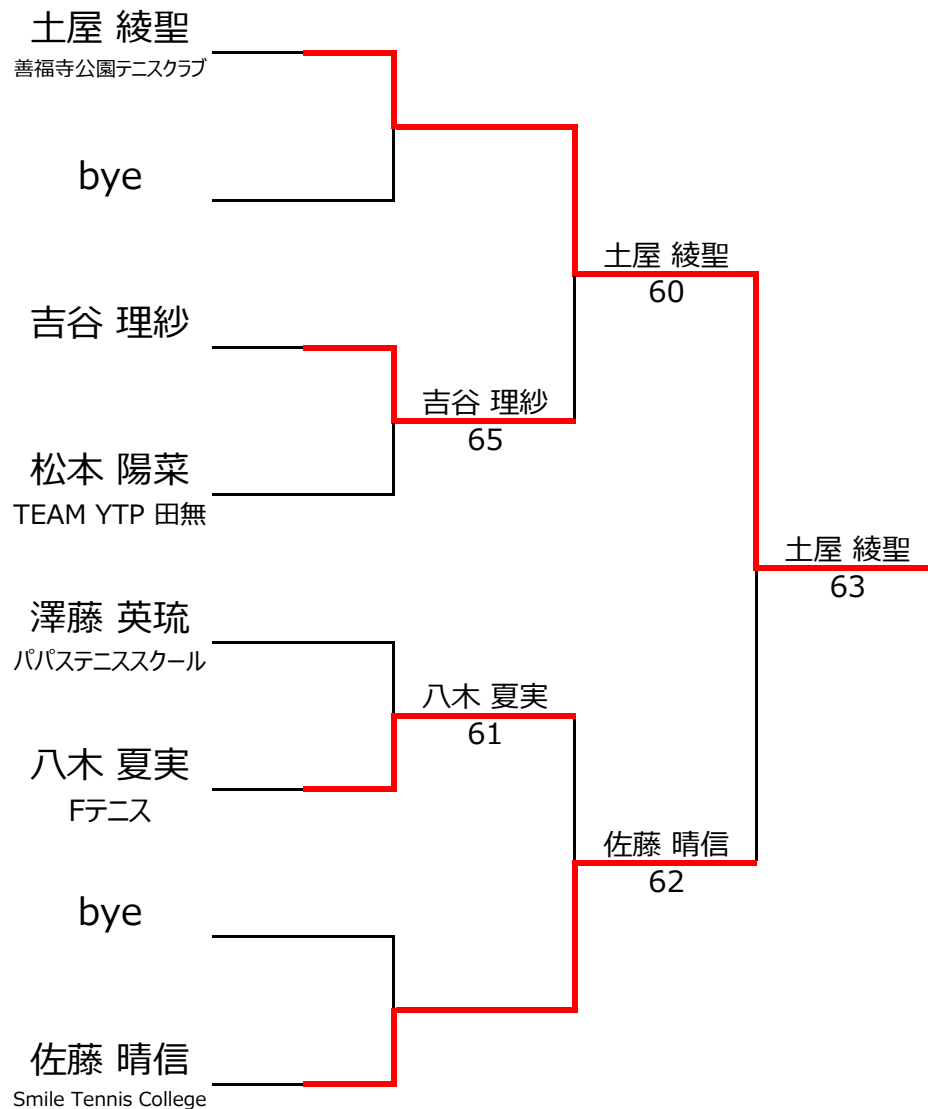 土屋 綾聖
善福寺公園テニスクラブ
bye
土屋 綾聖
60
吉谷 理紗
吉谷 理紗
65
松本 陽菜
TEAM YTP 田無
土屋 綾聖
63
澤藤 英琉
パパステニススクール
八木 夏実
61
八木 夏実
Fテニス
佐藤 晴信
62
bye
佐藤 晴信
Smile Tennis College